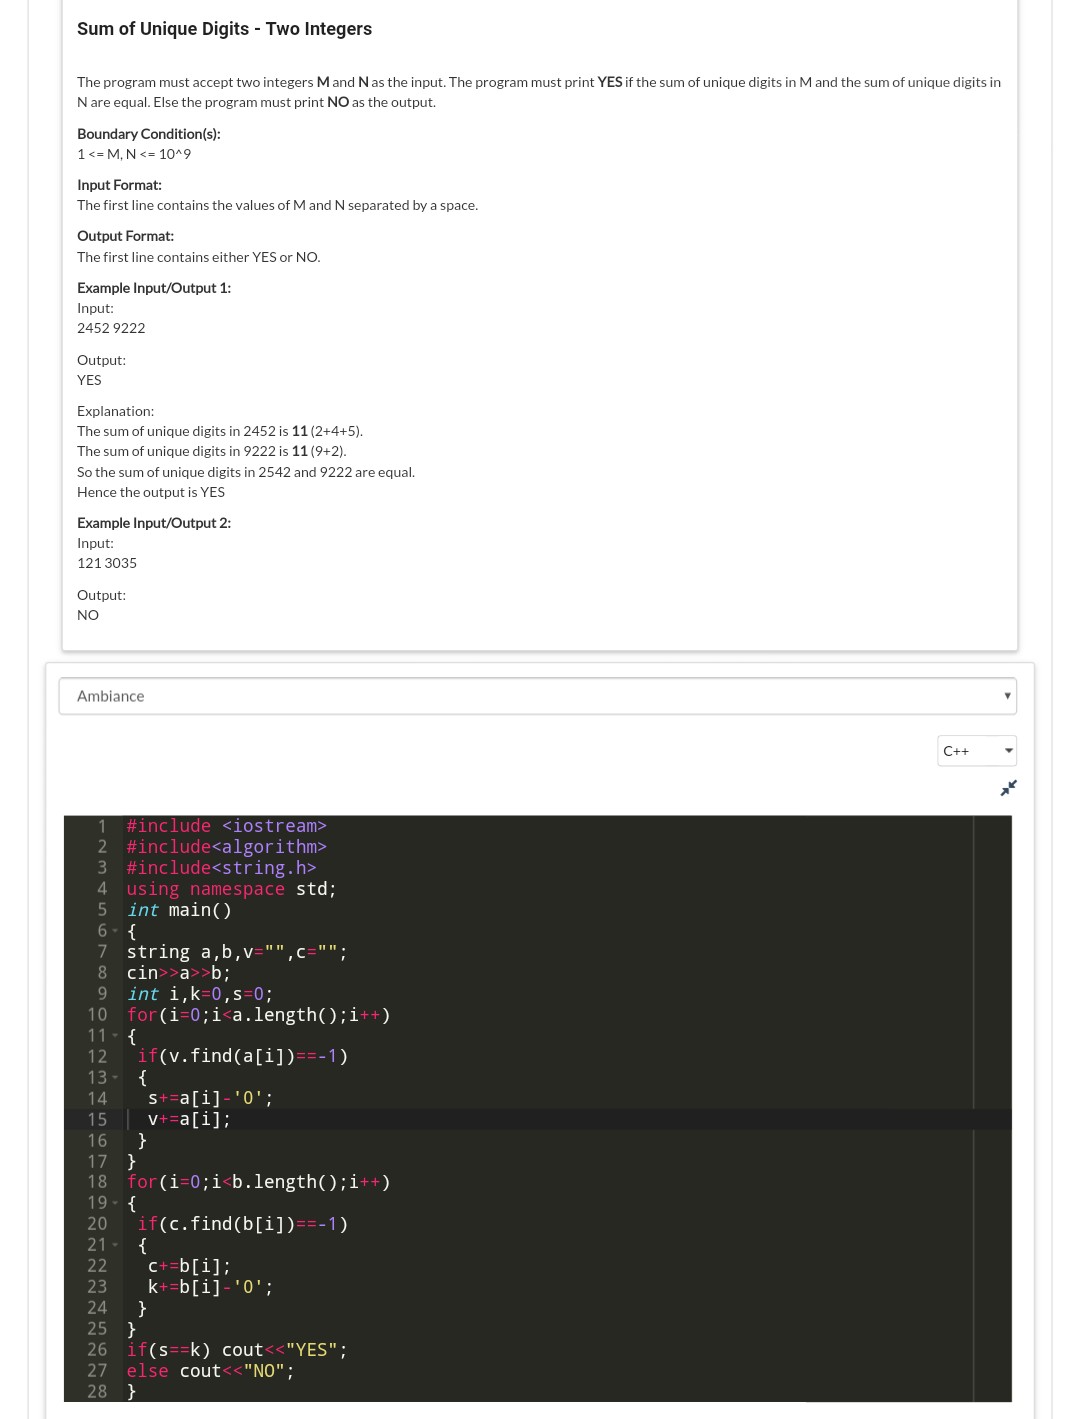 Sum of Unique Digits - Two Integers
The program must accept two integers M and N as the input. The program must print YES if the sum of unique digits in M and the sum of unique digits in
N are equal. Else the program must print NO as the output.
Boundary Condition(s):
1 <= M, N <= 10^9
Input Format:
The first line contains the values of M and N separated by a space.
Output Format:
The first line contains either YES or NO.
Example Input/Output 1:
Input:
2452 9222
Output:
YES
Explanation:
The sum of unique digits in 2452 is 11 (2+4+5).
The sum of unique digits in 9222 is 11 (9+2).
So the sum of unique digits in 2542 and 9222 are equal.
Hence the output is YES
Example Input/Output 2:
Input:
121 3035
Output:
NO
Ambiance
C++
1 #include <iostream>
2 #include<algorithm>
3 #include<string.h>
4 using namespace std;
5 int main()
6 {
7 string a,b,v="",c="";
8 cin>>a>>b;
9 int i,k=0,s=0;
10 for(i=0;i<a.length();i++)
11 {
12  if(v.find(a[i])==-1)
13  {
14   s+=a[i]-'0';
15   v+=a[i];
16  }
17 }
18 for(i=0;i<b.length();i++)
19 {
20  if(c.find(b[i])==-1)
21  {
22   c+=b[i];
23   k+=b[i]-'0';
24  }
25 }
26 if(s==k) cout<<"YES";
27 else cout<<"NO";
28 }